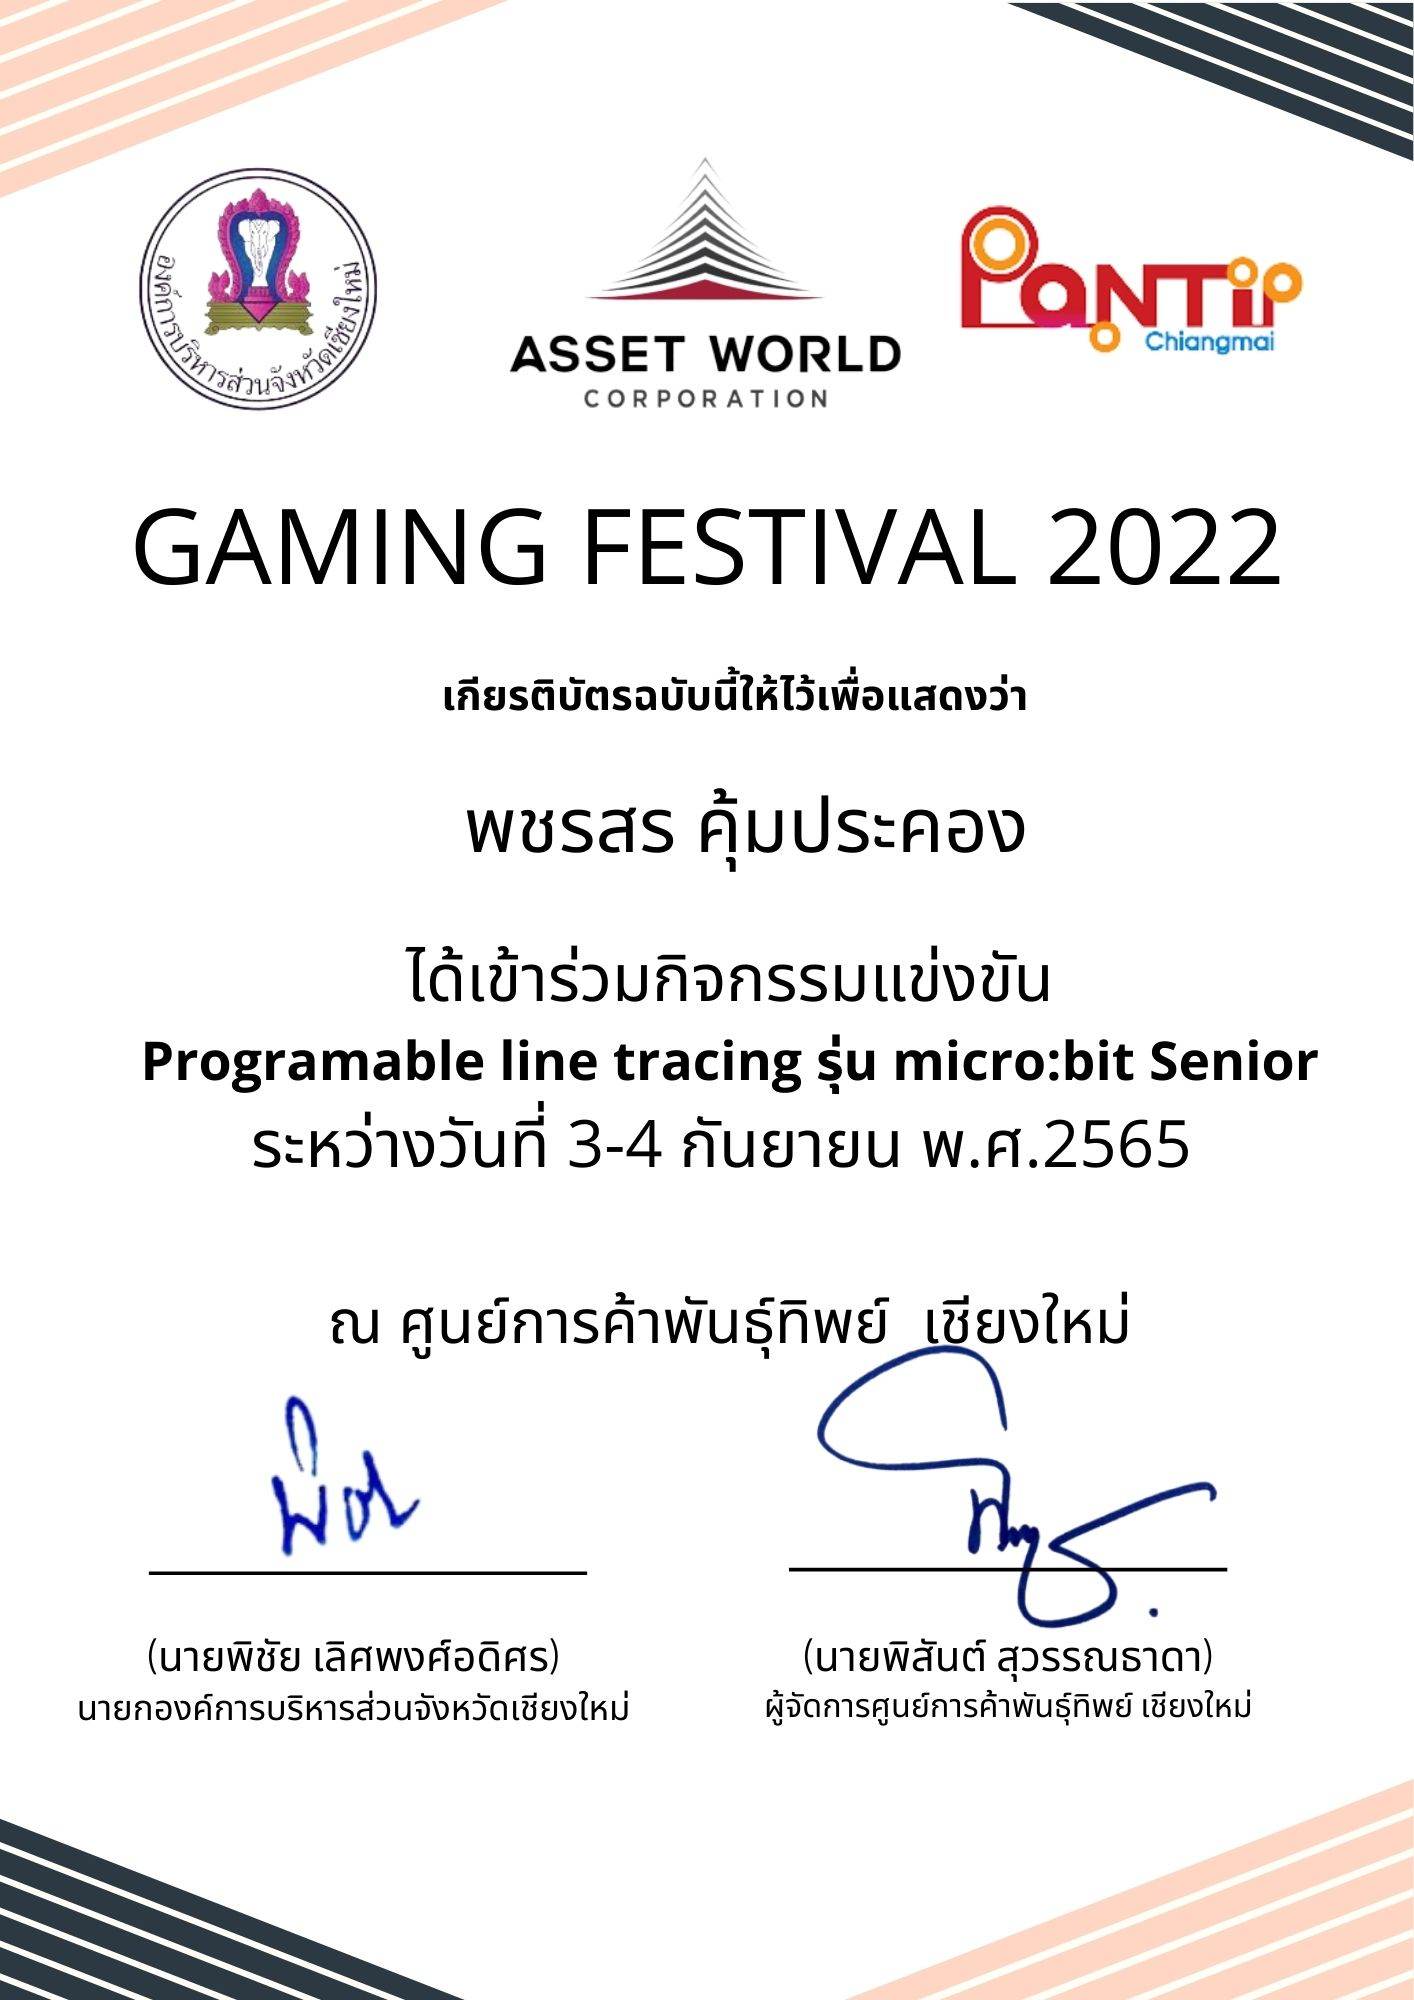 องค์การบริหารส่วนจังหวัดเชียงใหม่
ASSET WORLD
CORPORATION
PANTiP
Chiangmai
GAMING FESTIVAL 2022
เกียรติบัตรฉบับนี้ให้ไว้เพื่อแสดงว่า
พชรสร คุ้มประคอง
ได้เข้าร่วมกิจกรรมแข่งขัน
Programable line tracing รุ่น micro:bit Senior
ระหว่างวันที่ 3-4 กันยายน พ.ศ.2565
ณ ศูนย์การค้าพันธุ์ทิพย์ เชียงใหม่
(นายพิชัย เลิศพงศ์อดิศร)
นายกองค์การบริหารส่วนจังหวัดเชียงใหม่
(นายพิสันต์ สุวรรณธาดา)
ผู้จัดการศูนย์การค้าพันธุ์ทิพย์ เชียงใหม่